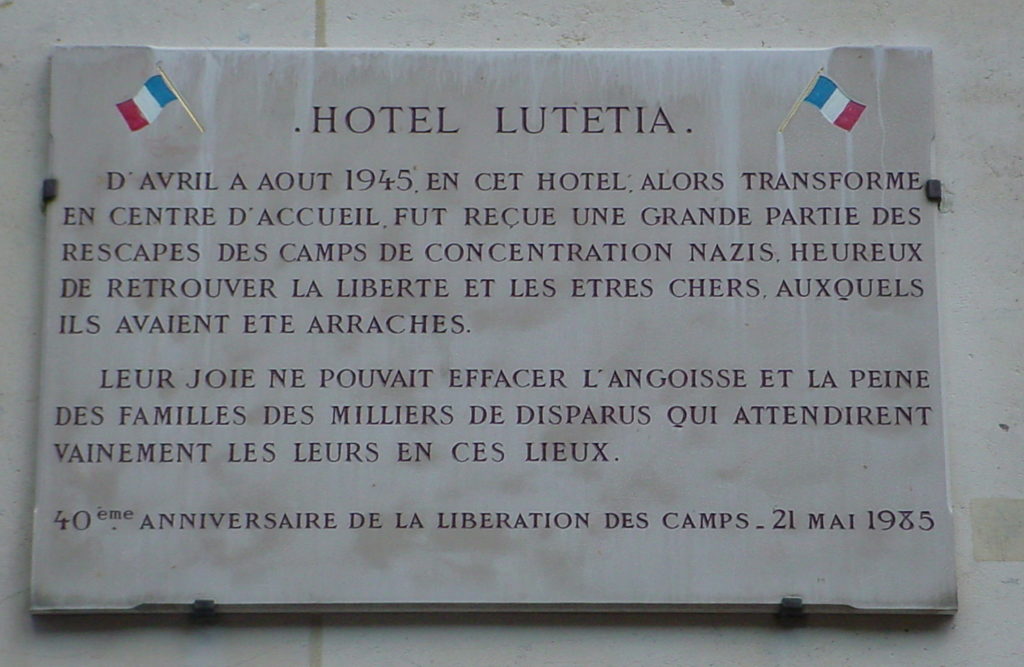 .HOTEL LUTETIA.
D'AVRIL A AOUT 1945, EN CET HOTEL, ALORS TRANSFORME
EN CENTRE D'ACCUEIL, FUT REÇUE UNE GRANDE PARTIE DES
RESCAPES DES CAMPS DE CONCENTRATION NAZIS, HEUREUX
DE RETROUVER LA LIBERTE ET LES ETRES CHERS, AUXQUELS
ILS AVAIENT ETE ARRACHES.
LEUR JOIE NE POUVAIT EFFACER L'ANGOISSE ET LA PEINE
DES FAMILLES DES MILLIERS DE DISPARUS QUI ATTENDIRENT
VAINEMENT LES LEURS EN CES LIEUX.
40ème ANNIVERSAIRE DE LA LIBERATION DES CAMPS - 21 MAI 1985